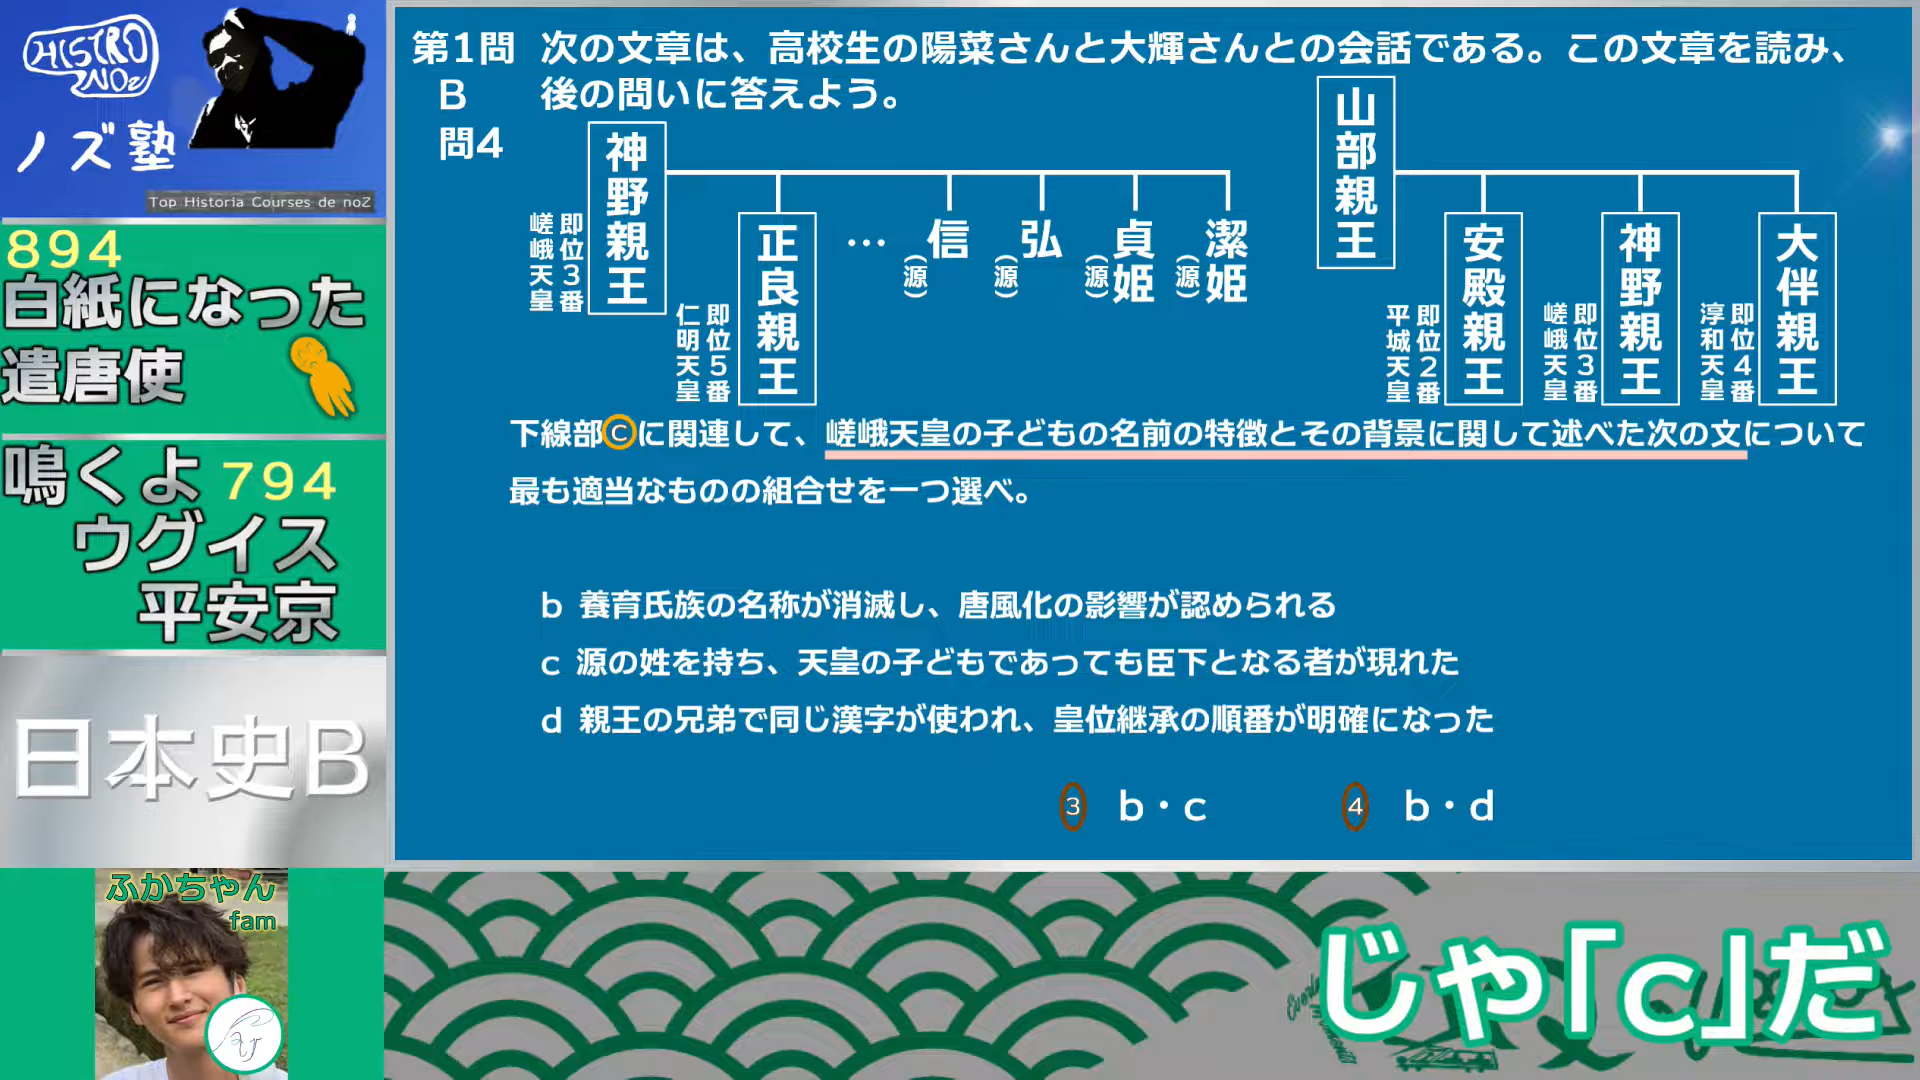 HISTRO
NOz
ノズ塾
Top Historia Courses de noZ
894
白紙になった
遣唐使
鳴くよ 794
ウグイス
平安京
日本史B
ふかちゃん
fam
第1問 次の文章は、高校生の陽菜さんと大輝さんとの会話である。この文章を読み、
B 後の問いに答えよう。
問4
神野親王
即位3番
嵯峨天皇
正良親王
即位5番
仁明天皇
…
信
(源)
弘
(源)
貞姫
(源)
潔姫
(源)
山部親王
安殿親王
即位2番
平城天皇
神野親王
即位3番
嵯峨天皇
大伴親王
即位4番
淳和天皇
下線部Ⓒに関連して、嵯峨天皇の子どもの名前の特徴とその背景に関して述べた次の文について
最も適当なものの組合せを一つ選べ。
b 養育氏族の名称が消滅し、唐風化の影響が認められる
c 源の姓を持ち、天皇の子どもであっても臣下となる者が現れた
d 親王の兄弟で同じ漢字が使われ、皇位継承の順番が明確になった
③ b・c ④ b・d
じゃ「c」だ